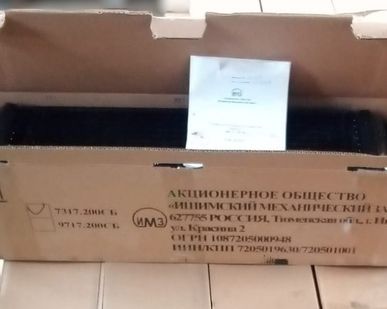 7317.200СБ
9717.200СБ
ИМЗ
АКЦИОНЕРНОЕ ОБЩЕСТВО
«ИШИМСКИЙ МЕХАНИЧЕСКИЙ ЗА
627755 РОССИЯ, Тюменская обл., г. И
ул. Красина 2
ОГРН 1087205000948
ИНН/КПП 7205019630/720501001